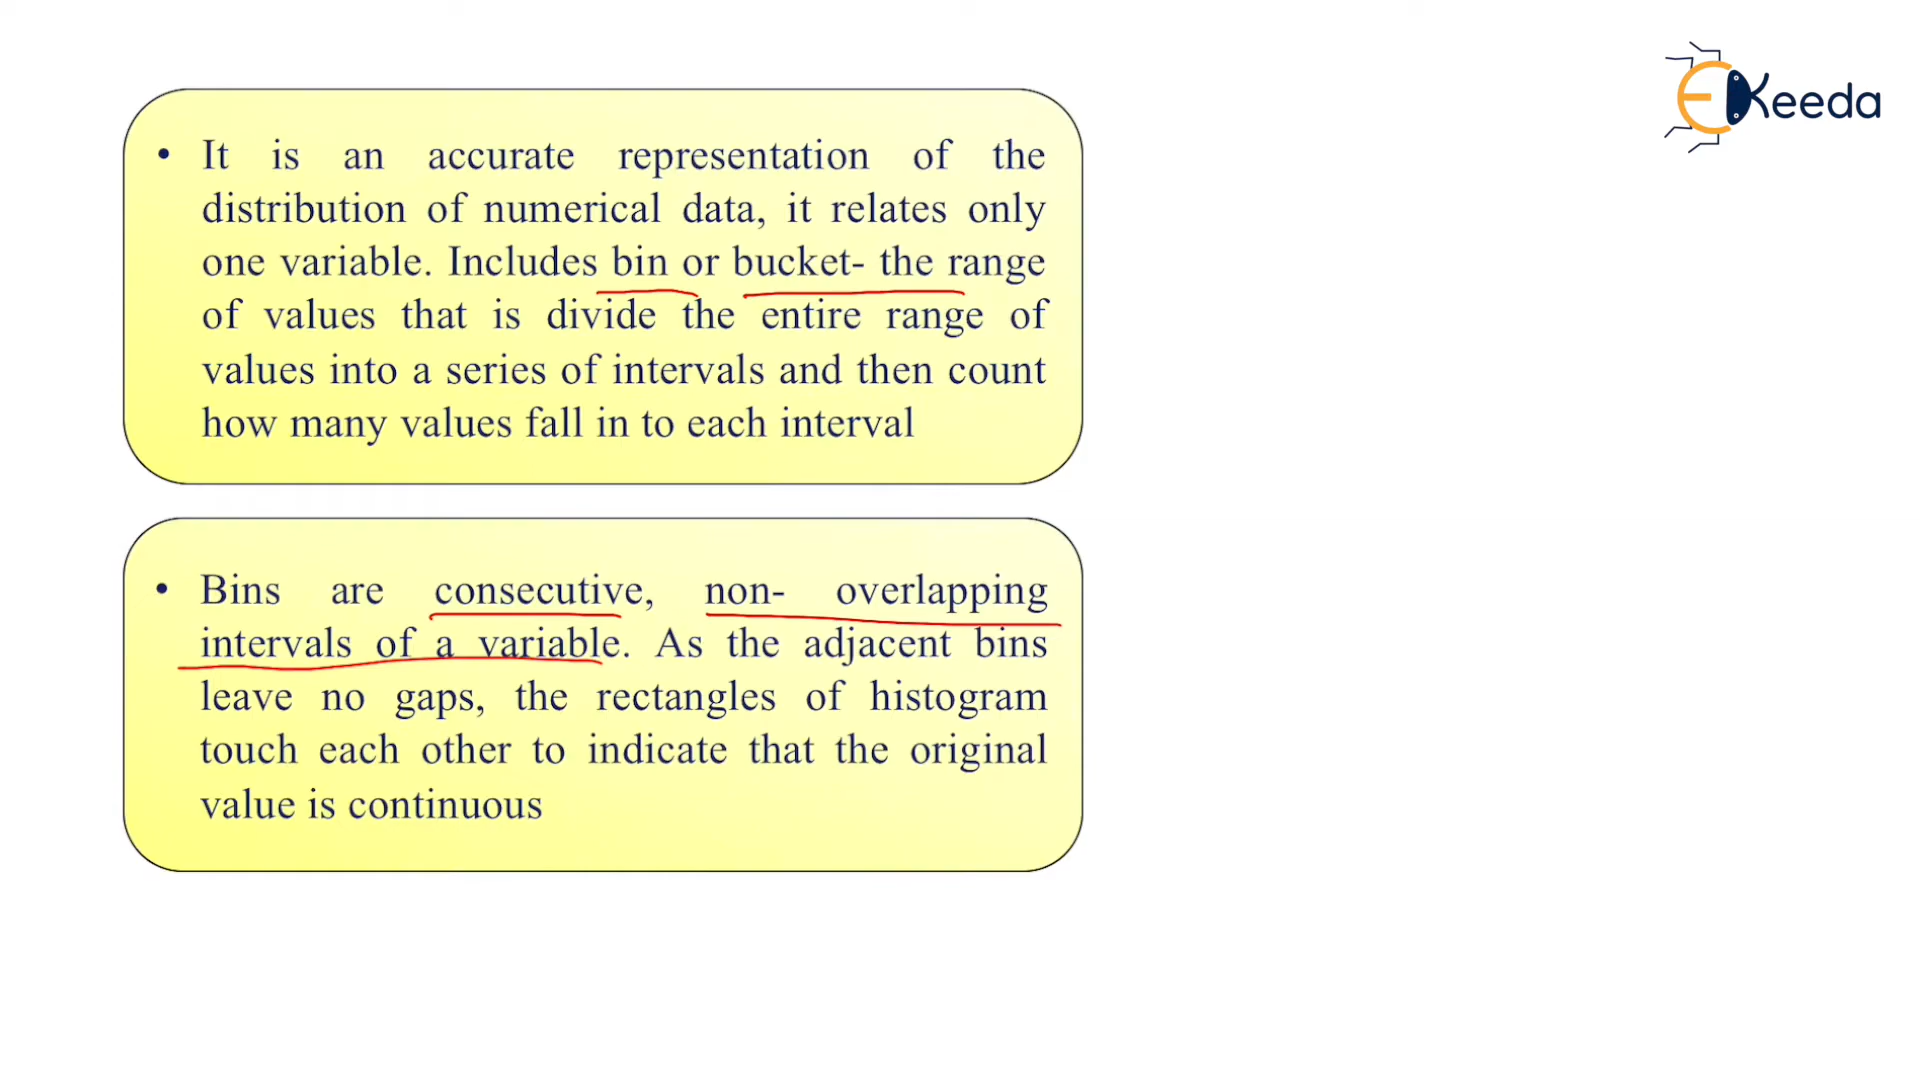 EKeeda
• It is an accurate representation of the
distribution of numerical data, it relates only
one variable. Includes bin or bucket- the range
of values that is divide the entire range of
values into a series of intervals and then count
how many values fall in to each interval
• Bins are consecutive, non- overlapping
intervals of a variable. As the adjacent bins
leave no gaps, the rectangles of histogram
touch each other to indicate that the original
value is continuous